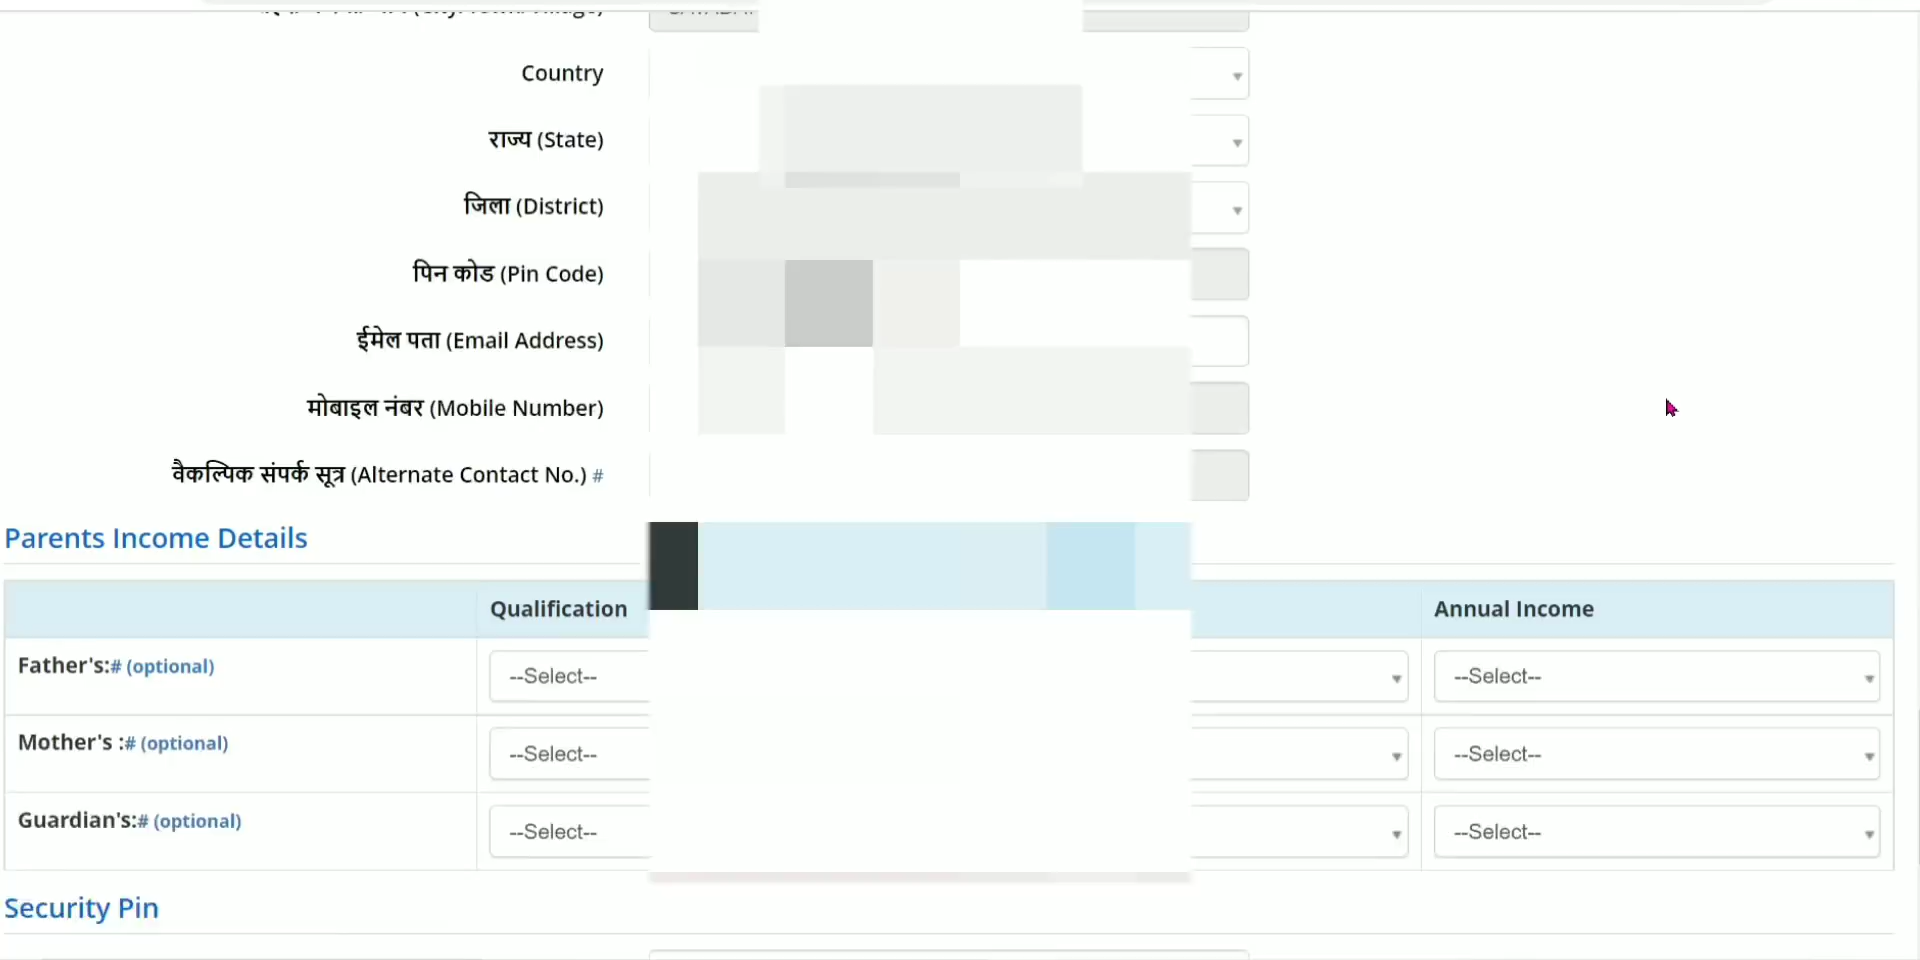 Country
राज्य (State)
जिला (District)
पिन कोड (Pin Code)
ईमेल पता (Email Address)
मोबाइल नंबर (Mobile Number)
वैकल्पिक संपर्क सूत्र (Alternate Contact No.) #
Parents Income Details
Qualification Annual Income
Father's:# (optional) --Select-- --Select--
Mother's :# (optional) --Select-- --Select--
Guardian's:# (optional) --Select-- --Select--
Security Pin